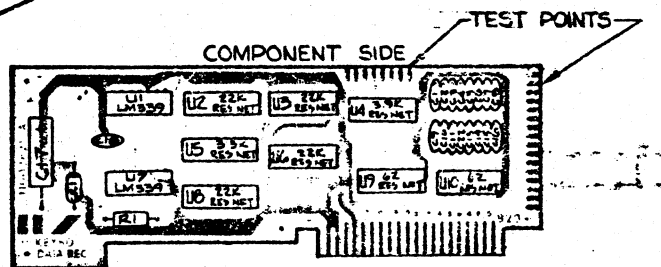 TEST POINTS
COMPONENT SIDE
U1 LM339
U2 22K RES NET
U3 22K RES NET
U4 3.9K RES NET
U5 3.3K RES NET
U6 22K RES NET
U7 LM339
U8 22K RES NET
U9 62 RES NET
U10 62 RES NET
R1
KEYND
DATA REC